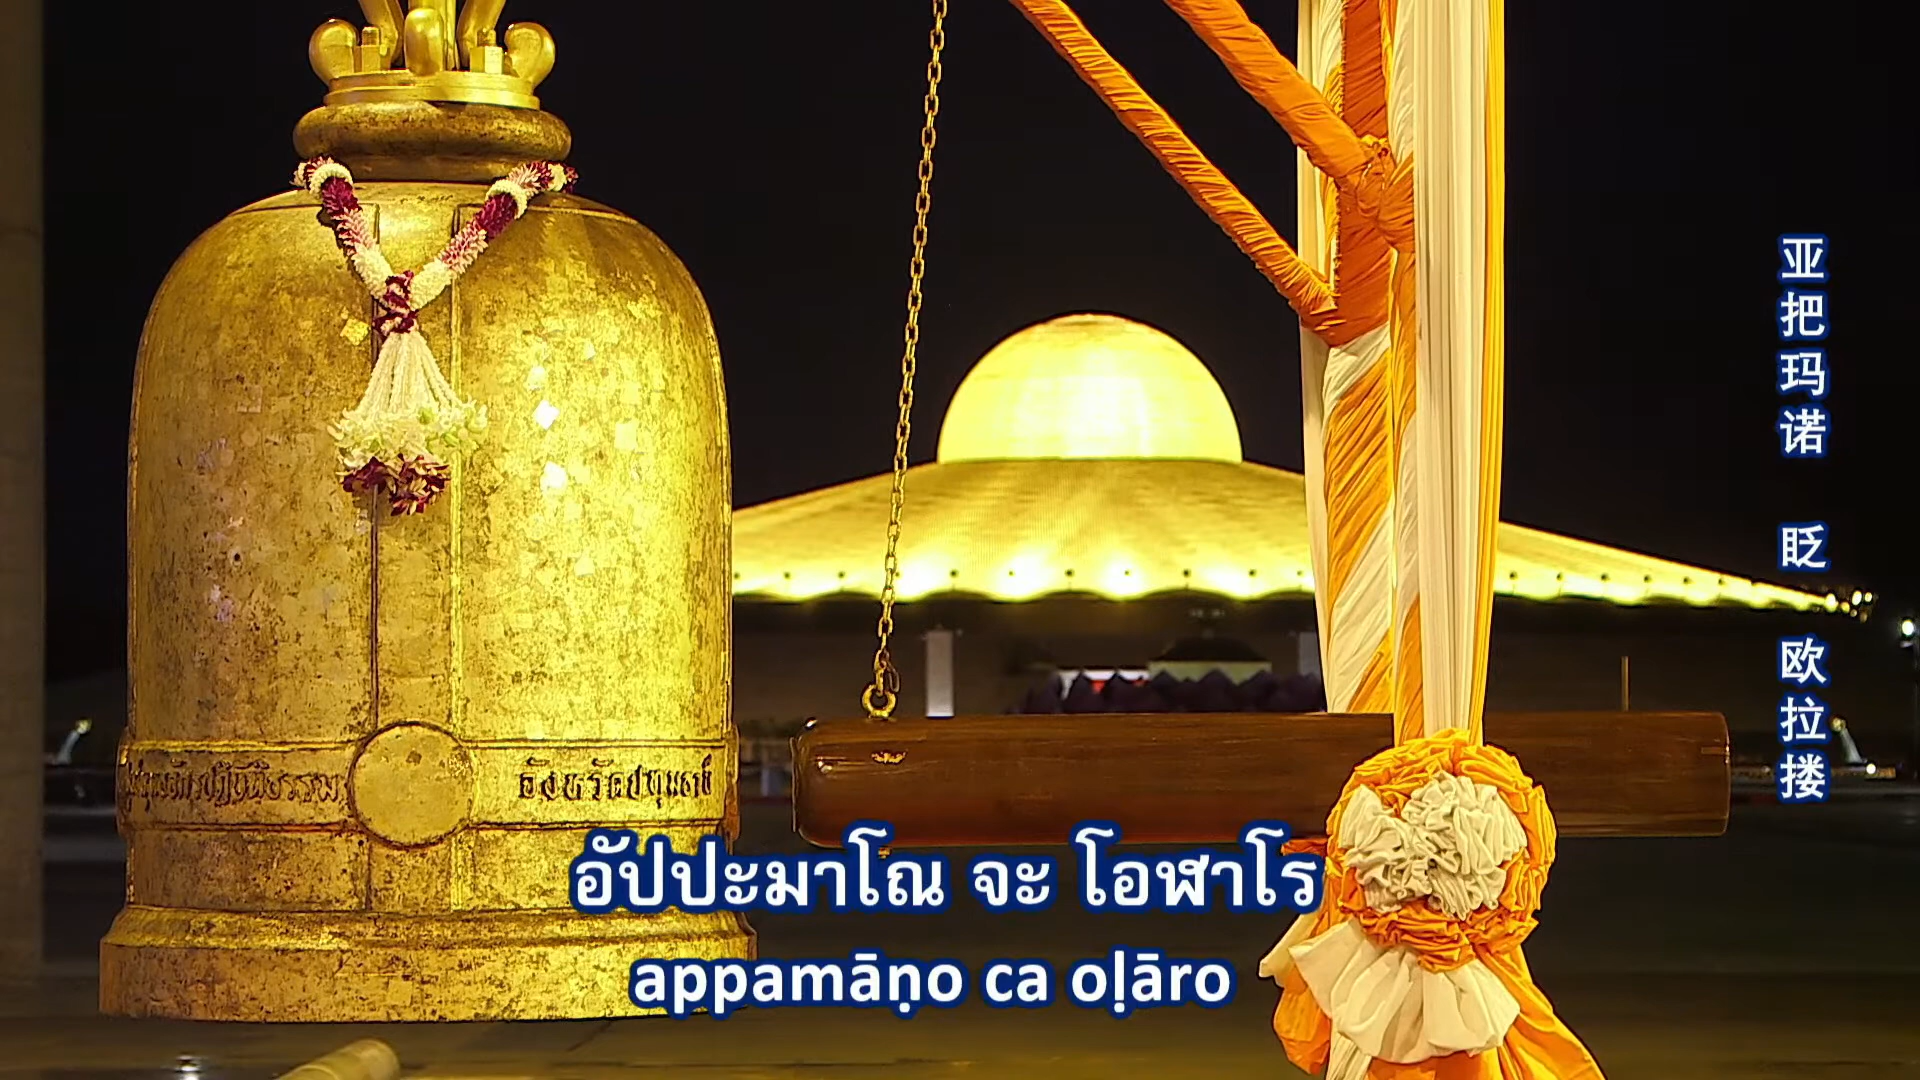 อัปปะมาโณ จะ โอฬาโร
appamāṇo ca oḷāro
亚把玛诺 眨 欧拉搂